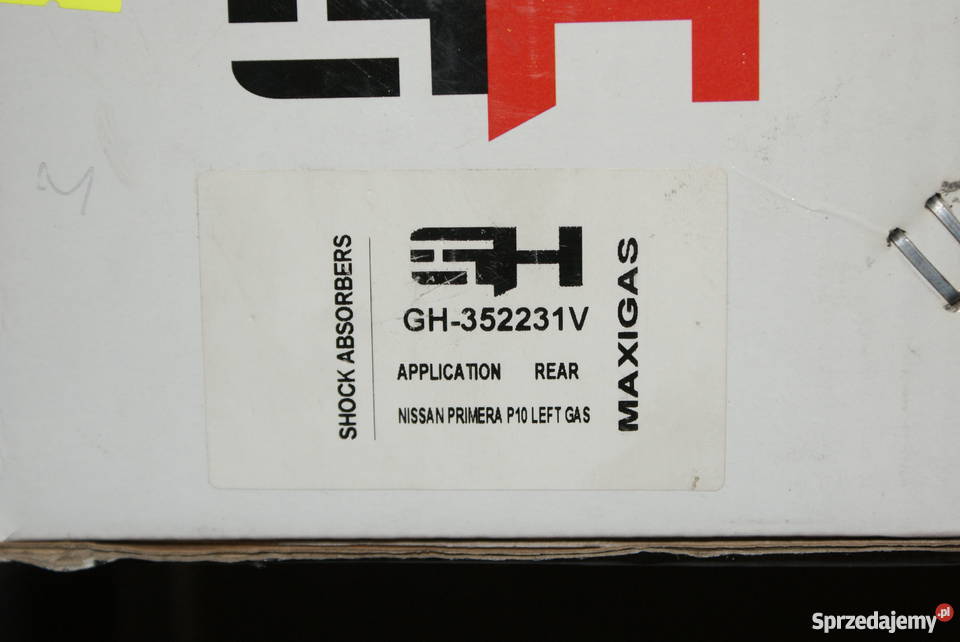 SHOCK ABSORBERS
GH
GH-352231V
APPLICATION REAR
NISSAN PRIMERA P10 LEFT GAS
MAXIGAS
Sprzedajemy.pl